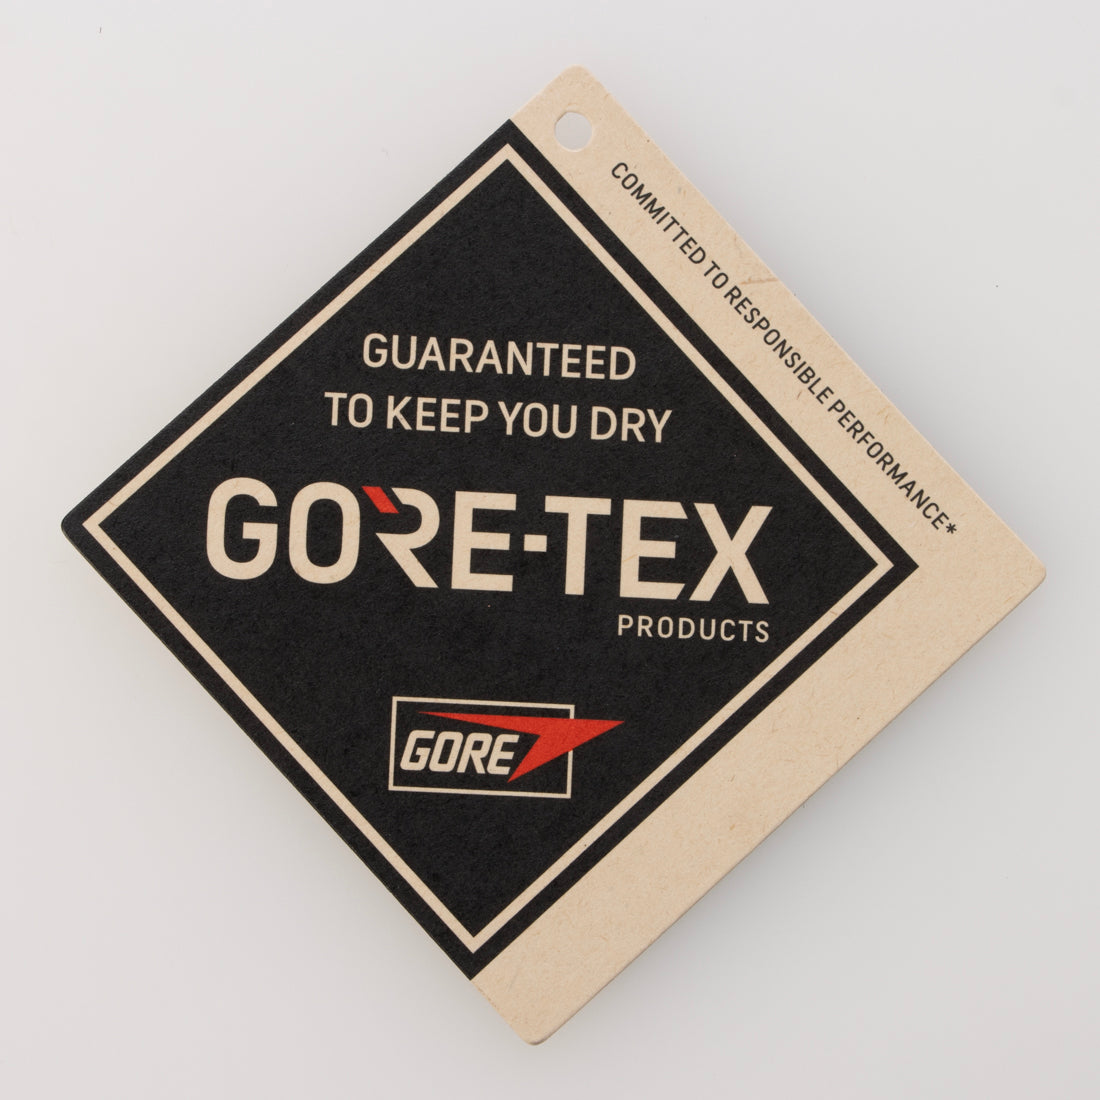 COMMITTED TO RESPONSIBLE PERFORMANCE*
GUARANTEED
TO KEEP YOU DRY
GORE-TEX
PRODUCTS
GORE